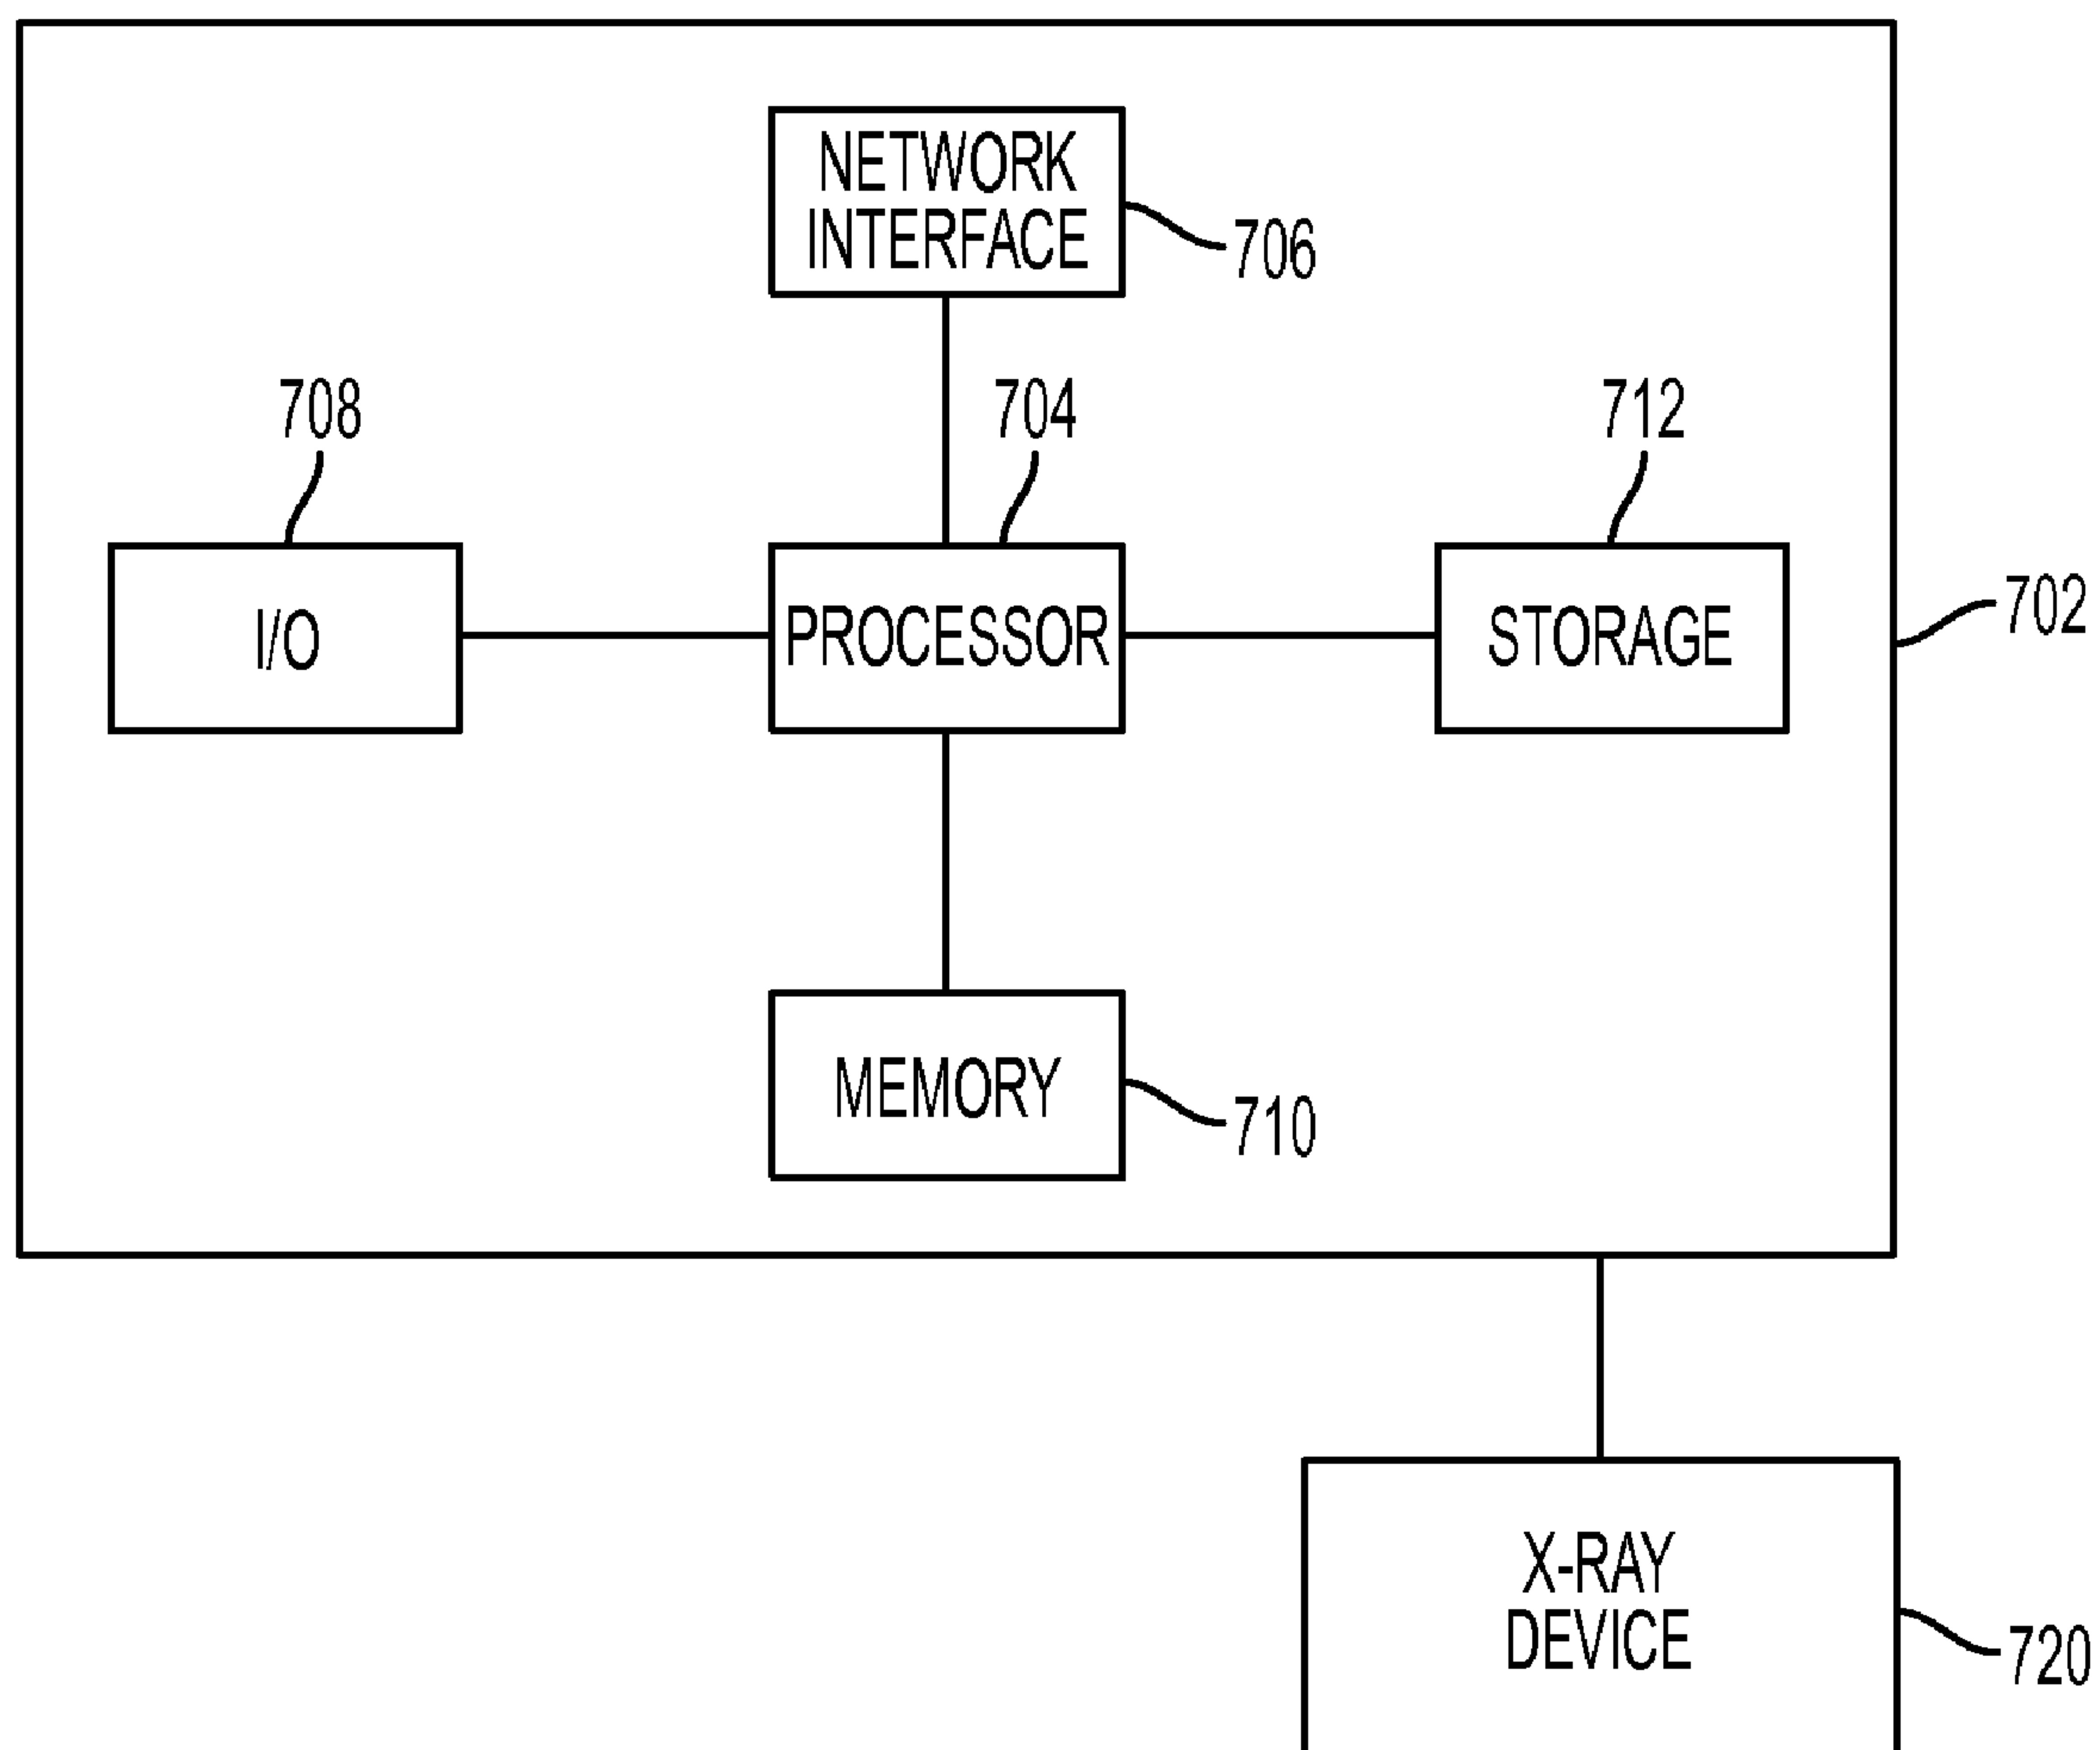 NETWORK
INTERFACE
706
708
704
712
I/O
PROCESSOR
STORAGE
702
MEMORY
710
X-RAY
DEVICE
720